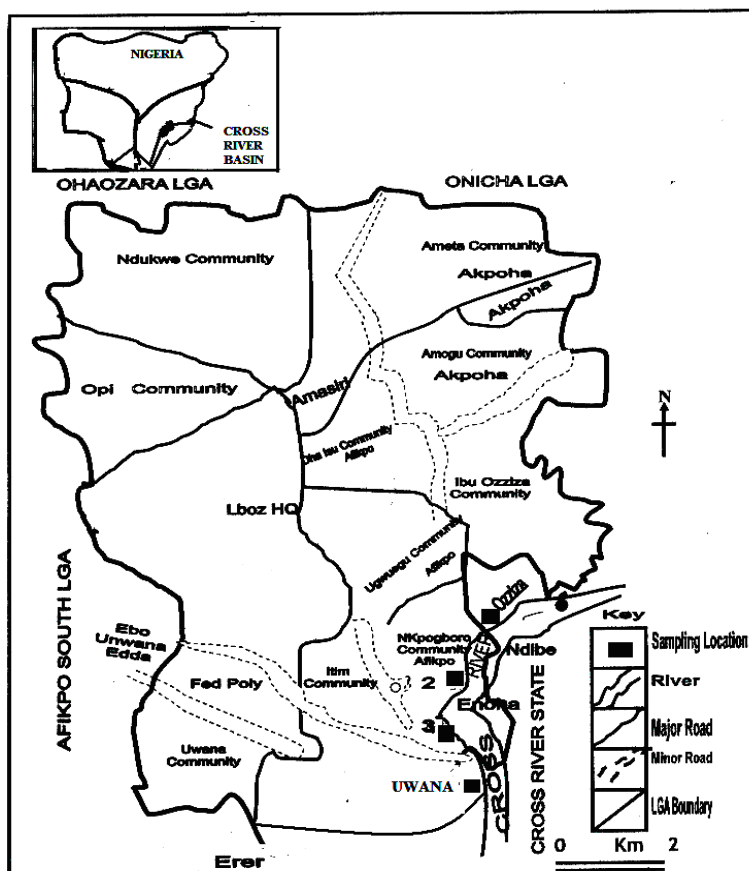 NIGERIA
CROSS
RIVER
BASIN
OHAOZARA LGA
ONICHA LGA
Ndukwe Community
Ameta Community
Akpoha
Akpoha
Amogu Community
Akpoha
Opi Community
Amasiri
N
Oha Isu Community
Afikpo
Ibu Ozziza
Community
Lboz HQ
Ugwuegu Community
Afikpo
AFIKPO SOUTH LGA
Ozziza
Key
Ebo
Unwana
Edda
NKpogboro
Community
Afikpo
RIVER
Ndibe
Sampling Location
Fed Poly
Itim
Community
2
Enoha
River
3
Major Road
Uwana
Community
CROSS
CROSS RIVER STATE
Minor Road
UWANA
LGA Boundary
0 Km 2
Erer